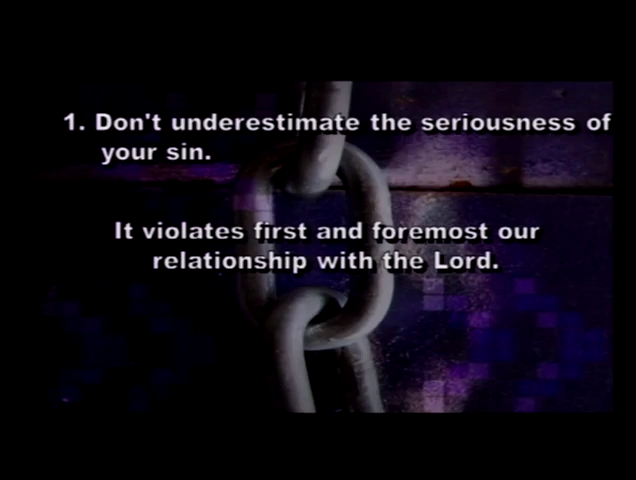 1. Don't underestimate the seriousness of
your sin.
It violates first and foremost our
relationship with the Lord.